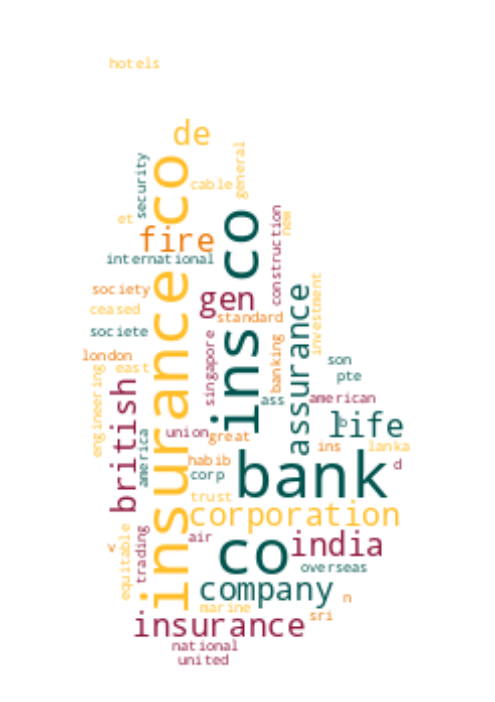 hotels
de
security
general
cable
insurance co
ins co
construction
new
et
fire
international
gen
society
assurance
investment
ceased
standard
societe
singapore
banking
london
east
son
pte
engineering
british
ass
american
life
b
america
union
great
ins
lanka
habib
bank
d
corp
trust
corporation
equitable
trading
air
co
india
v
overseas
company
n
marine
sri
insurance
national
united